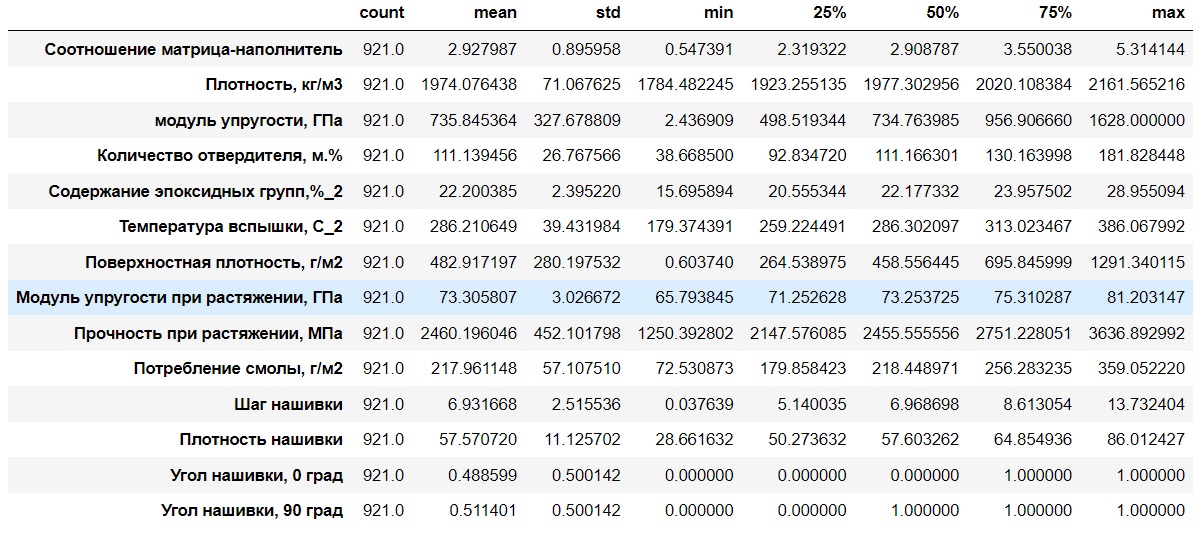 count mean std min 25% 50% 75% max
Соотношение матрица-наполнитель 921.0 2.927987 0.895958 0.547391 2.319322 2.908787 3.550038 5.314144
Плотность, кг/м3 921.0 1974.076438 71.067625 1784.482245 1923.255135 1977.302956 2020.108384 2161.565216
модуль упругости, ГПа 921.0 735.845364 327.678809 2.436909 498.519344 734.763985 956.906660 1628.000000
Количество отвердителя, м.% 921.0 111.139456 26.767566 38.668500 92.834720 111.166301 130.163998 181.828448
Содержание эпоксидных групп,%_2 921.0 22.200385 2.395220 15.695894 20.555344 22.177332 23.957502 28.955094
Температура вспышки, С_2 921.0 286.210649 39.431984 179.374391 259.224491 286.302097 313.023467 386.067992
Поверхностная плотность, г/м2 921.0 482.917197 280.197532 0.603740 264.538975 458.556445 695.845999 1291.340115
Модуль упругости при растяжении, ГПа 921.0 73.305807 3.026672 65.793845 71.252628 73.253725 75.310287 81.203147
Прочность при растяжении, МПа 921.0 2460.196046 452.101798 1250.392802 2147.576085 2455.555556 2751.228051 3636.892992
Потребление смолы, г/м2 921.0 217.961148 57.107510 72.530873 179.858423 218.448971 256.283235 359.052220
Шаг нашивки 921.0 6.931668 2.515536 0.037639 5.140035 6.968698 8.613054 13.732404
Плотность нашивки 921.0 57.570720 11.125702 28.661632 50.273632 57.603262 64.854936 86.012427
Угол нашивки, 0 град 921.0 0.488599 0.500142 0.000000 0.000000 0.000000 1.000000 1.000000
Угол нашивки, 90 град 921.0 0.511401 0.500142 0.000000 0.000000 1.000000 1.000000 1.000000